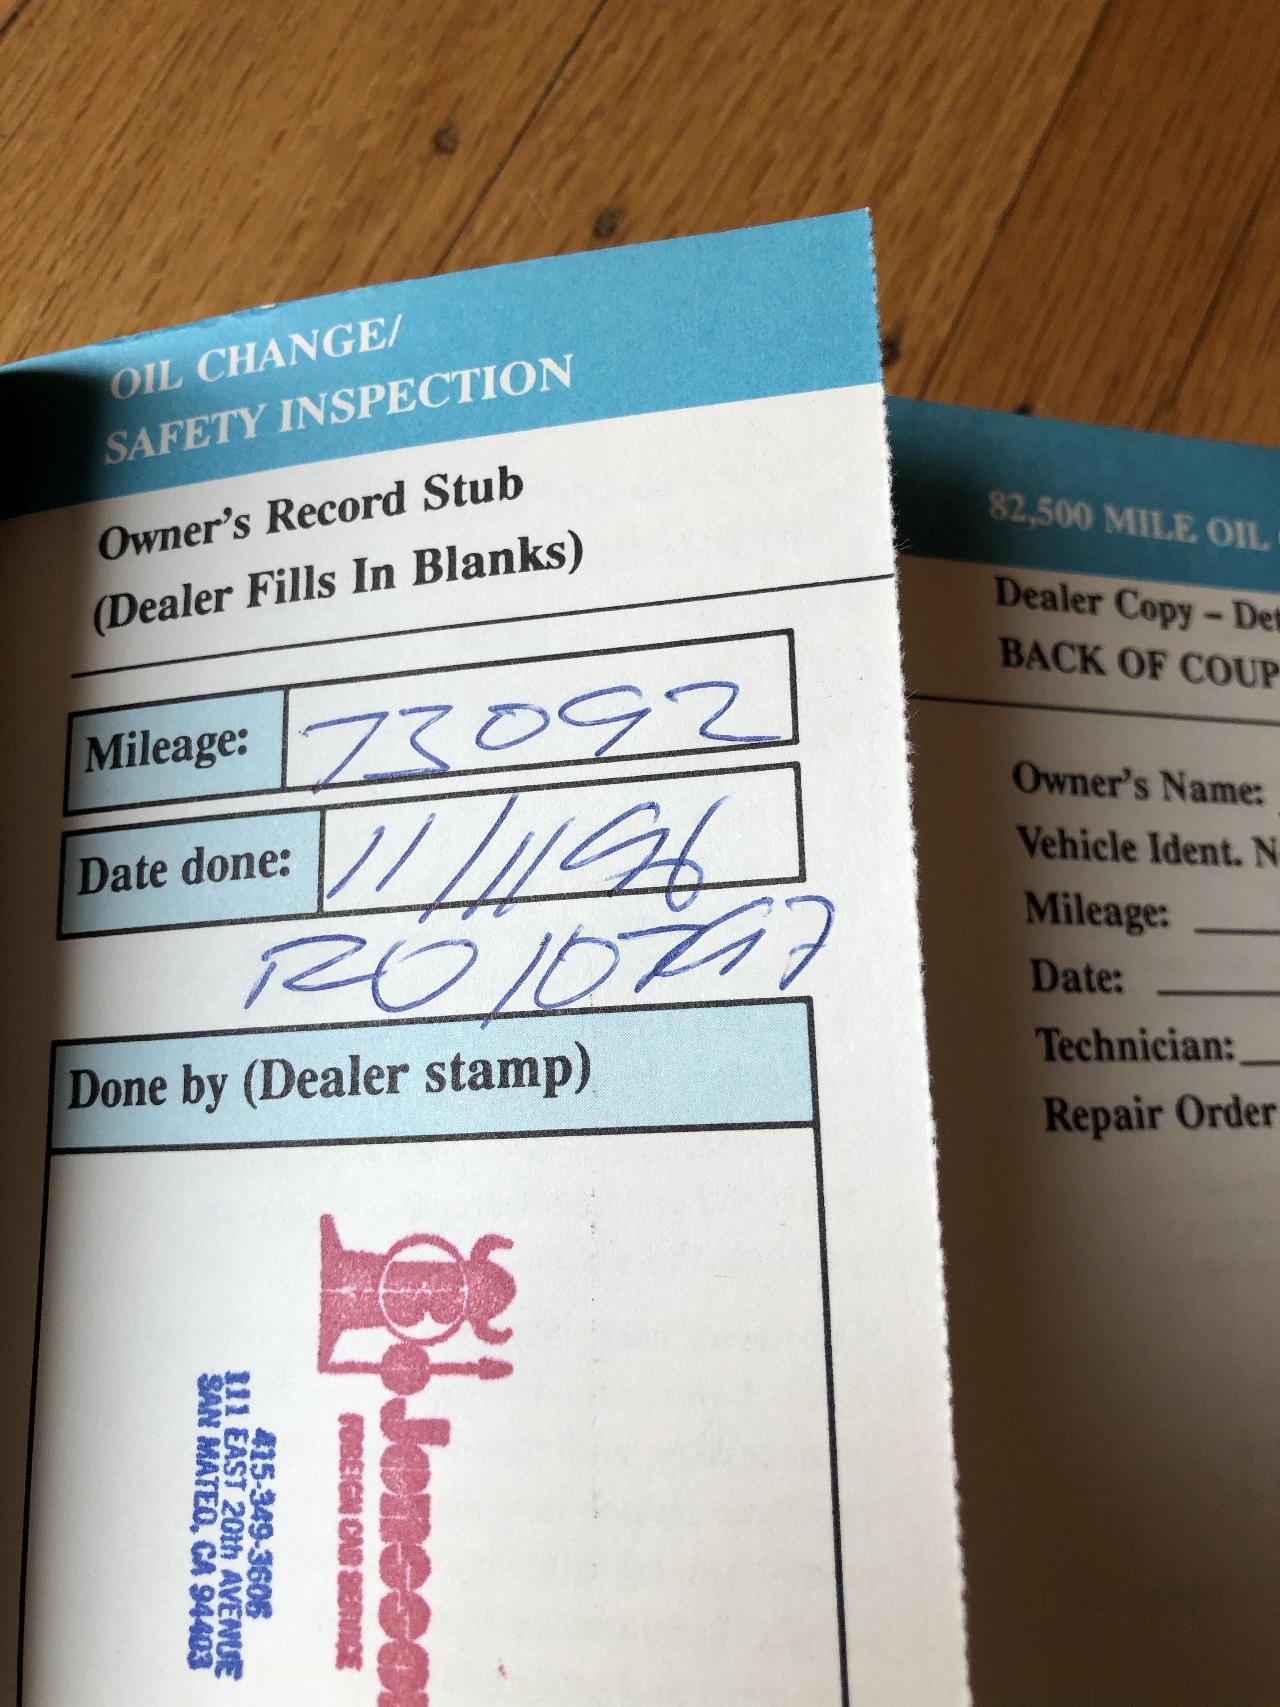 OIL CHANGE/
SAFETY INSPECTION
Owner's Record Stub
(Dealer Fills In Blanks)
Mileage: 73092
Date done: 11/11/96
RO
Done by (Dealer stamp)
Jonsson
FOREIGN CAR SERVICE
415-349-3606
111 EAST 20th AVENUE
SAN MATEO, CA 94403
82,500 MILE OIL
Dealer Copy – Det
BACK OF COUP
Owner's Name:
Vehicle Ident. N
Mileage:
Date:
Technician:
Repair Order